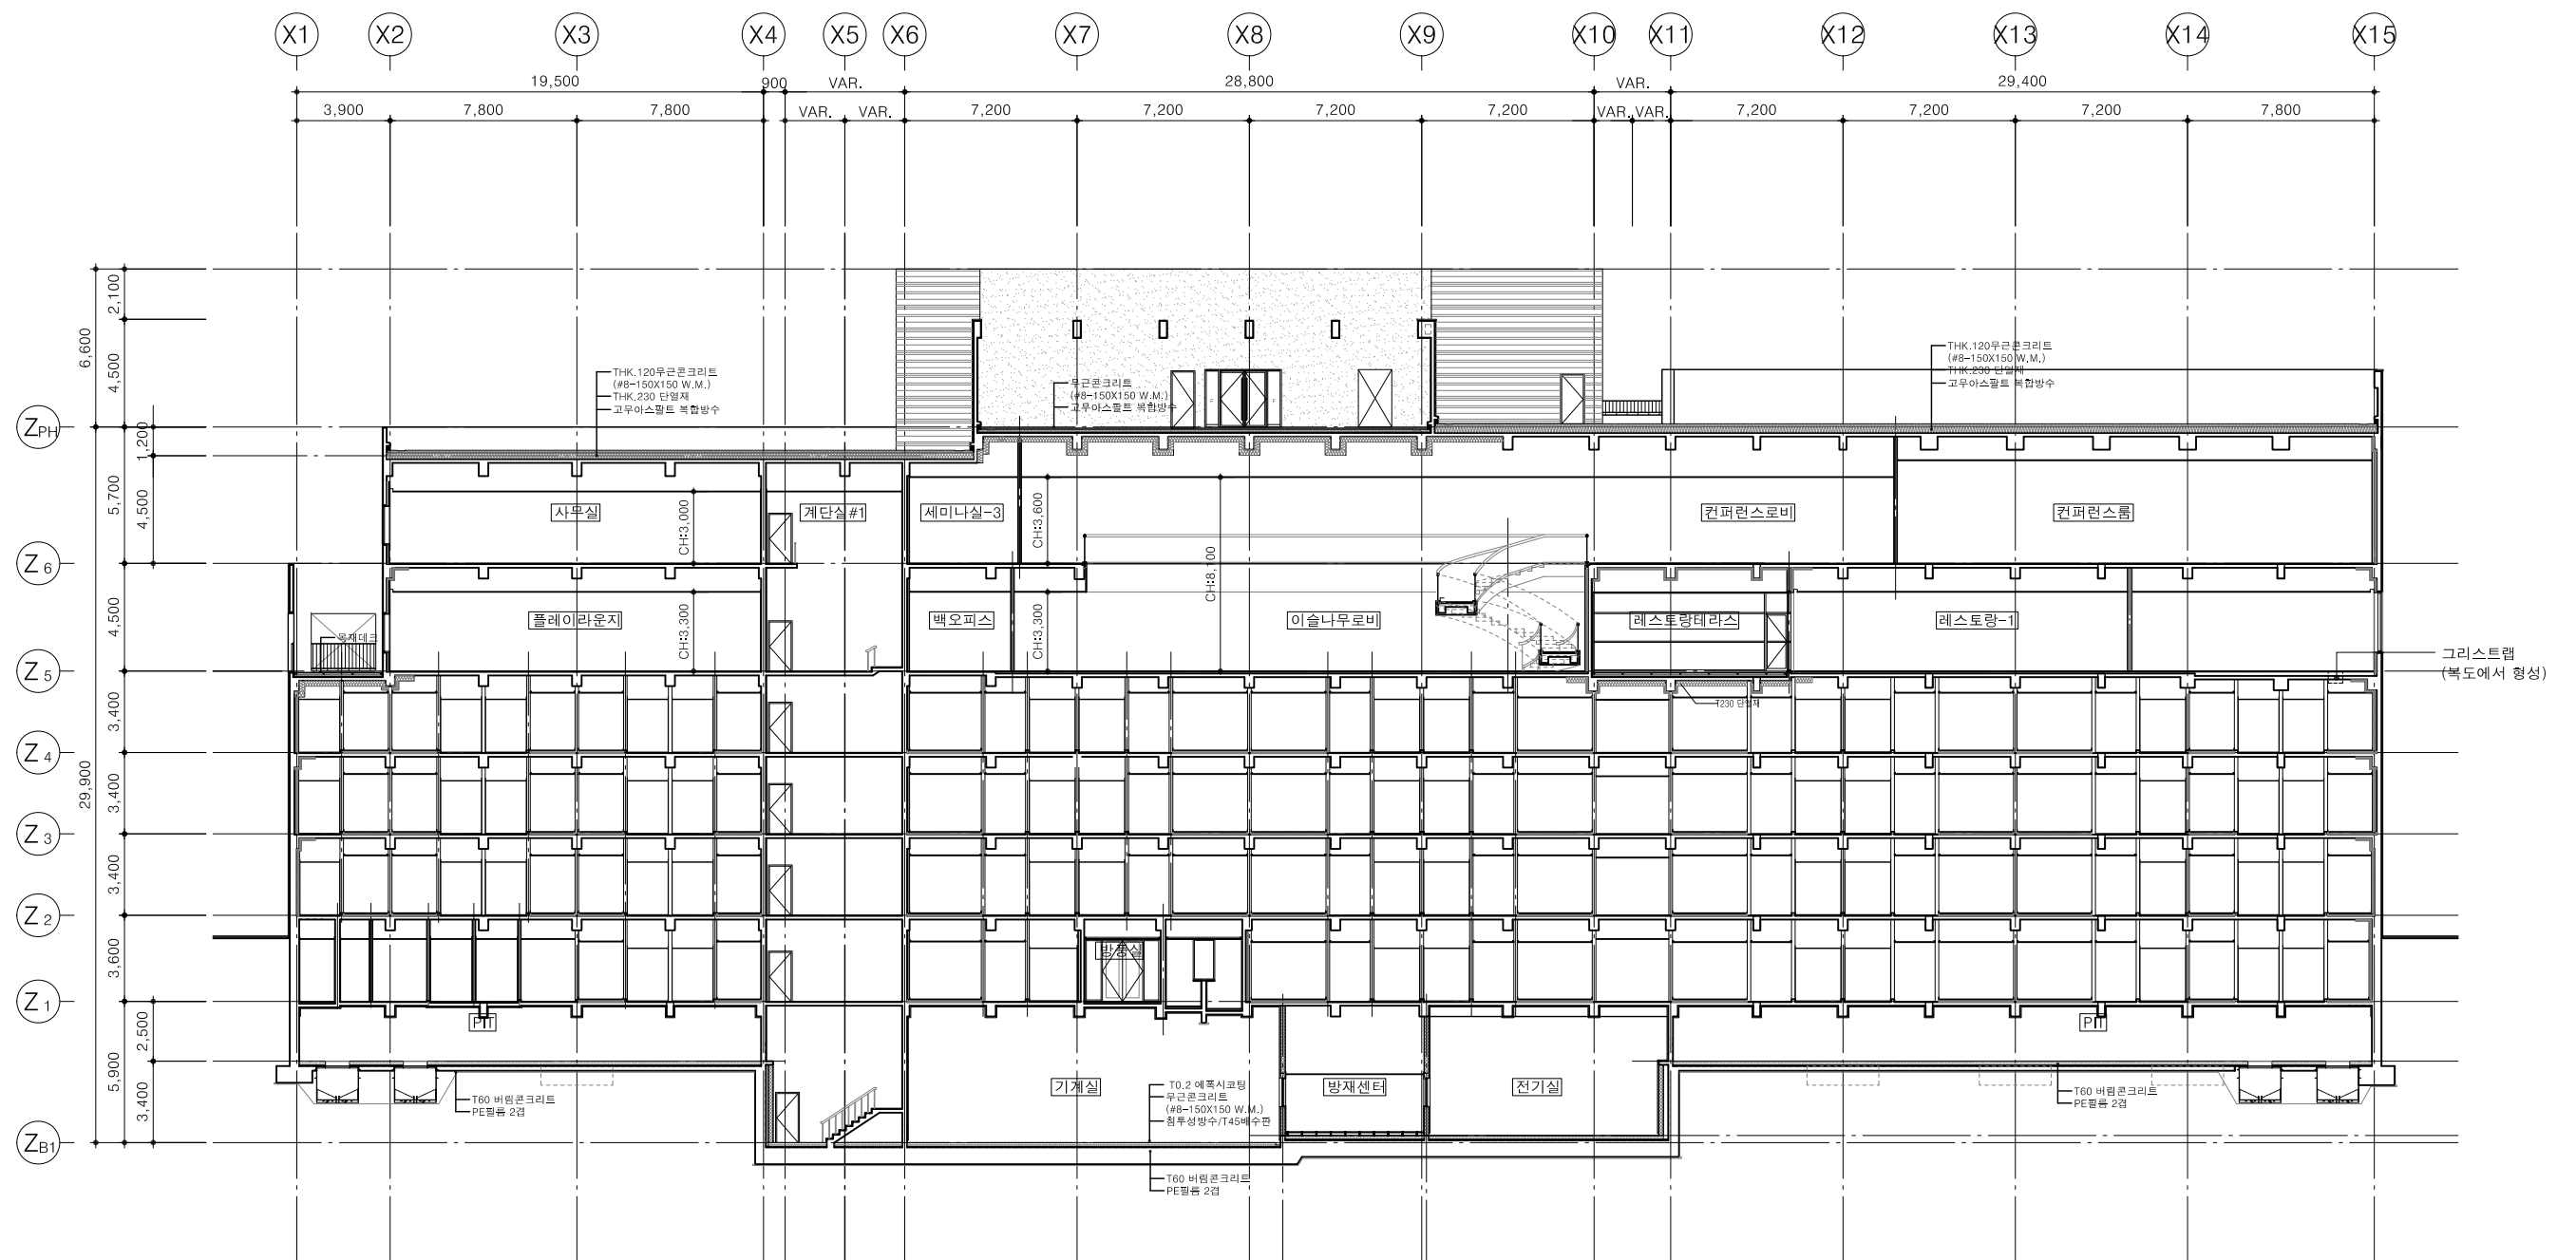 X1 X2 X3 X4 X5 X6 X7 X8 X9 X10 X11 X12 X13 X14 X15
19,500 900 VAR. 28,800 VAR. 29,400
3,900 7,800 7,800 VAR. VAR. 7,200 7,200 7,200 7,200 VAR. VAR. 7,200 7,200 7,200 7,800
2,100
6,600
4,500
THK.120무근콘크리트
(#8-150X150 W.M.)
THK.230 단열재
고무아스팔트 복합방수
무근콘크리트
(#8-150X150 W.M.)
고무아스팔트 복합방수
THK.120무근콘크리트
(#8-150X150 W.M.)
THK.230 단열재
고무아스팔트 복합방수
ZPH
1,200
5,700
4,500
사무실
CH:3,000
계단실#1
세미나실-3
CH:3,600
CH:8,100
컨퍼런스로비
컨퍼런스룸
Z 6
4,500
목재데크
플레이라운지
CH:3,300
백오피스
CH:3,300
이슬나무로비
레스토랑테라스
레스토랑-1
그리스트랩
(복도에서 형성)
Z 5
3,400
T230 단열재
Z 4
29,900
3,400
Z 3
3,400
Z 2
3,600
방풍실
Z 1
2,500
PIT
PIT
5,900
3,400
기계실
방재센터
전기실
T60 버림콘크리트
PE필름 2겹
T0.2 에폭시코팅
무근콘크리트
(#8-150X150 W.M.)
침투성방수/T45배수판
T60 버림콘크리트
PE필름 2겹
ZB1
T60 버림콘크리트
PE필름 2겹